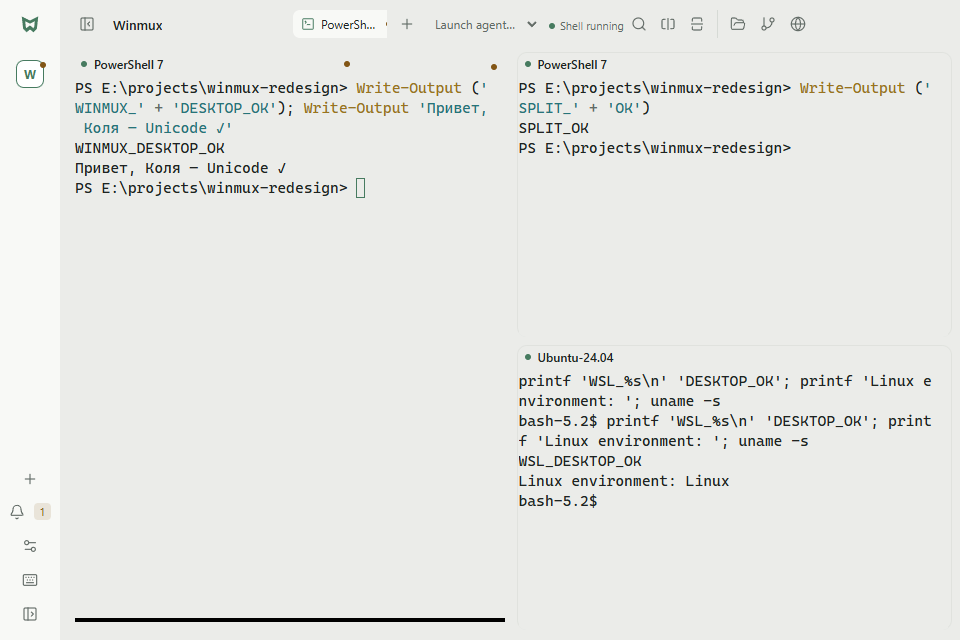 Winmux
PowerSh...
Launch agent...
Shell running
W
PowerShell 7
PS E:\projects\winmux-redesign> Write-Output ('
WINMUX_' + 'DESKTOP_OK'); Write-Output 'Привет,
Коля — Unicode ✓'
WINMUX_DESKTOP_OK
Привет, Коля — Unicode ✓
PS E:\projects\winmux-redesign>
PowerShell 7
PS E:\projects\winmux-redesign> Write-Output ('
SPLIT_' + 'OK')
SPLIT_OK
PS E:\projects\winmux-redesign>
Ubuntu-24.04
printf 'WSL_%s\n' 'DESKTOP_OK'; printf 'Linux e
nvironment: '; uname -s
bash-5.2$ printf 'WSL_%s\n' 'DESKTOP_OK'; print
f 'Linux environment: '; uname -s
WSL_DESKTOP_OK
Linux environment: Linux
bash-5.2$
1